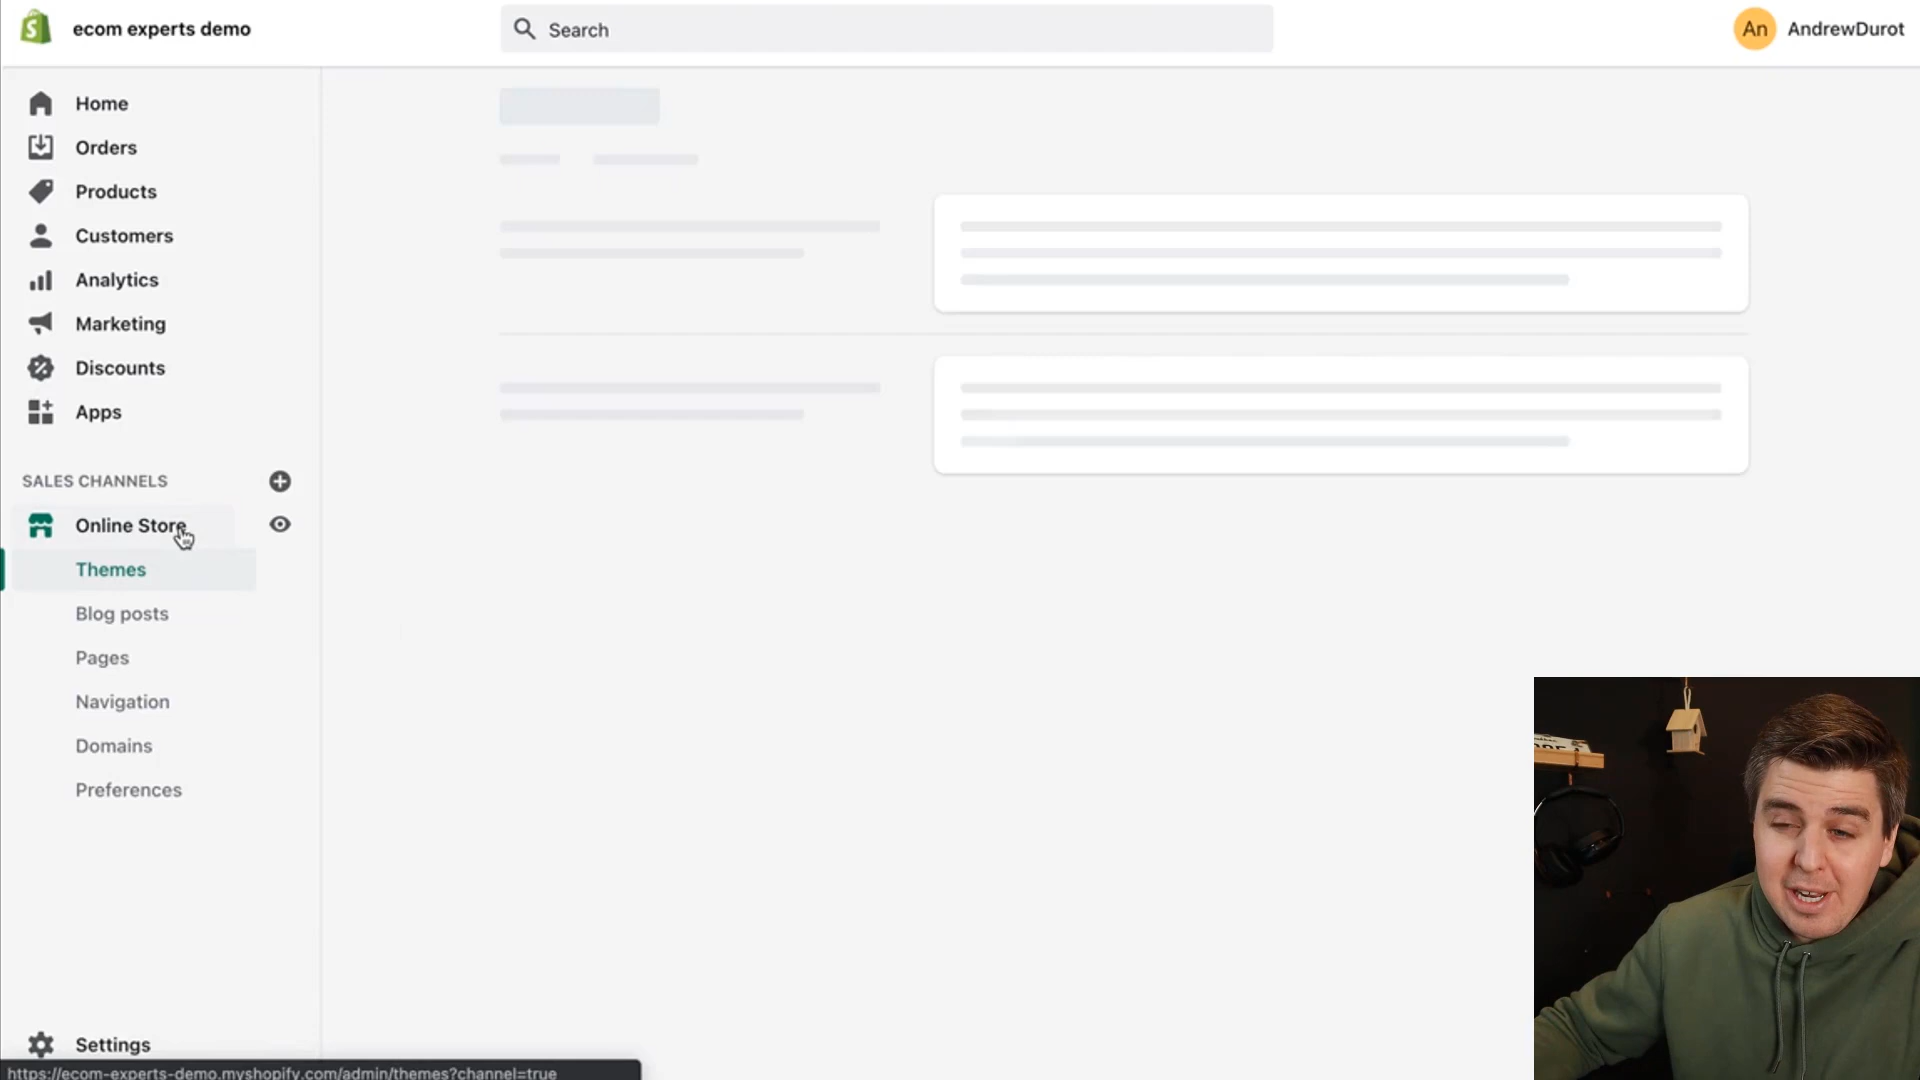 ecom experts demo
Search
An
AndrewDurot
Home
Orders
Products
Customers
Analytics
Marketing
Discounts
Apps
SALES CHANNELS
Online Store
Themes
Blog posts
Pages
Navigation
Domains
Preferences
Settings
https://ecom-experts-demo.myshopify.com/admin/themes?channel=true